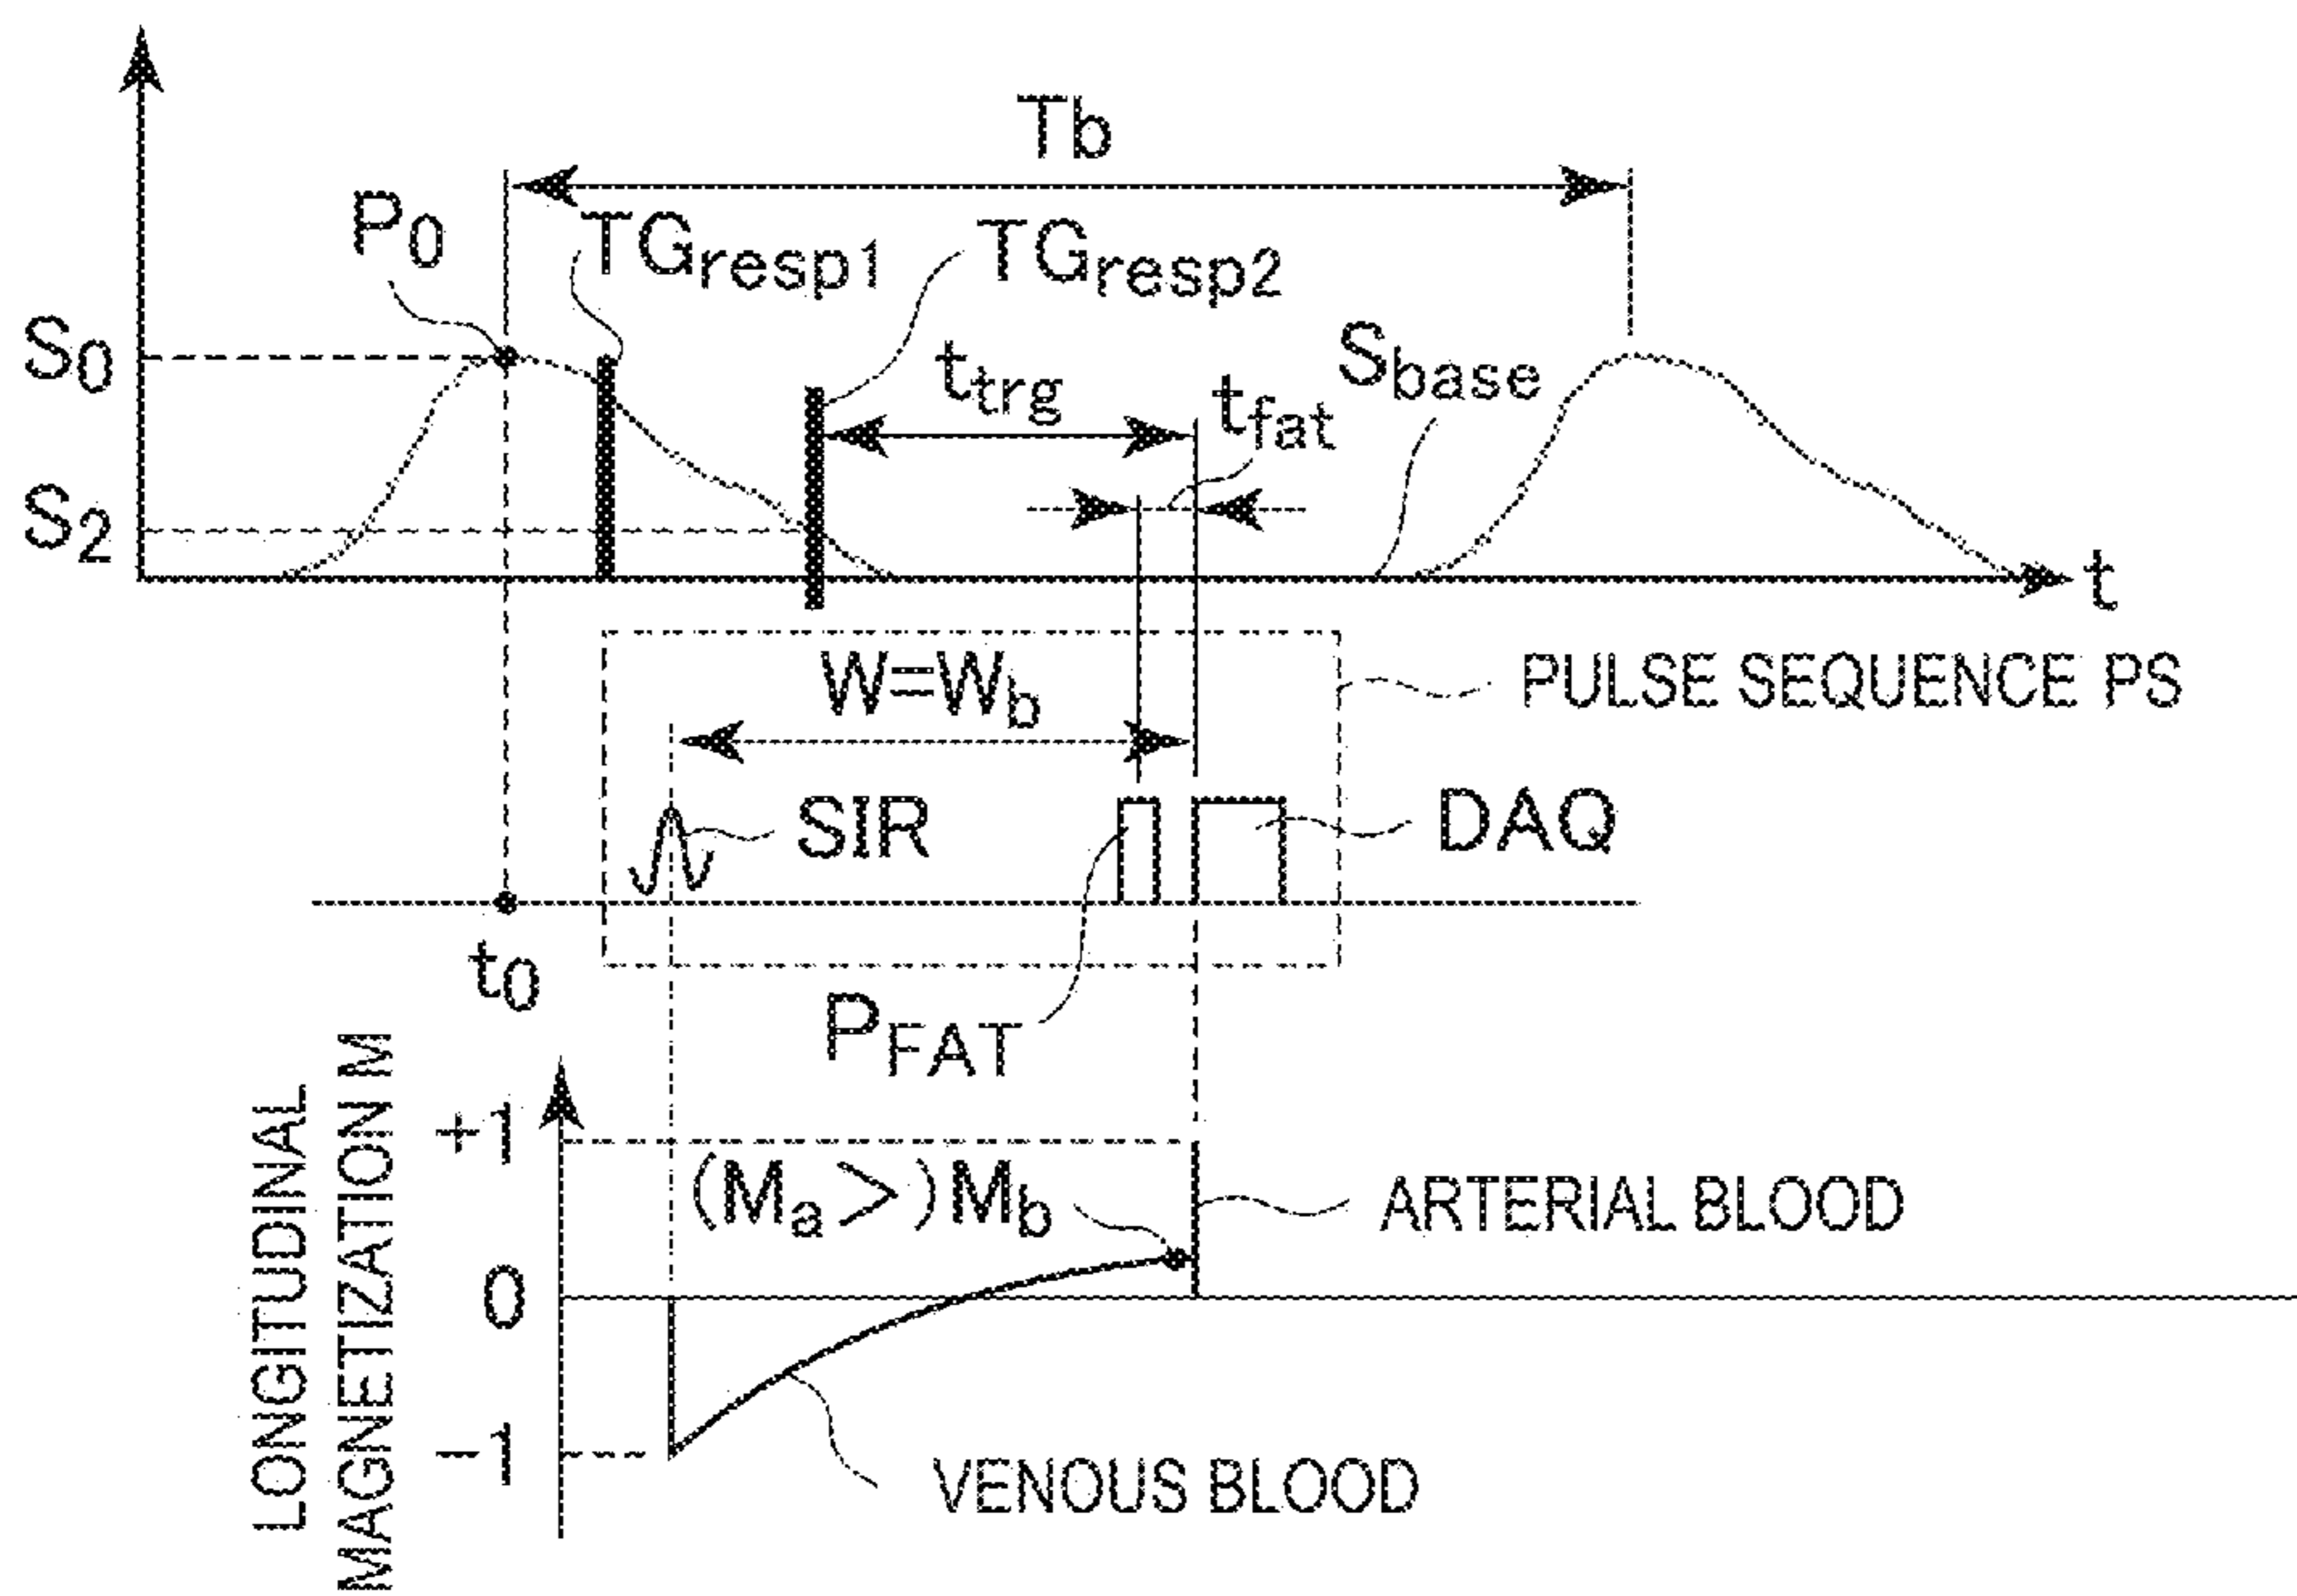 Tb
P0
TGresp1
TGresp2
S0
ttrg
tfat
Sbase
S2
t
W=Wb
PULSE SEQUENCE PS
SIR
DAQ
t0
PFAT
LONGITUDINAL
MAGNETIZATION M
+1
(Ma>)Mb
ARTERIAL BLOOD
0
−1
VENOUS BLOOD